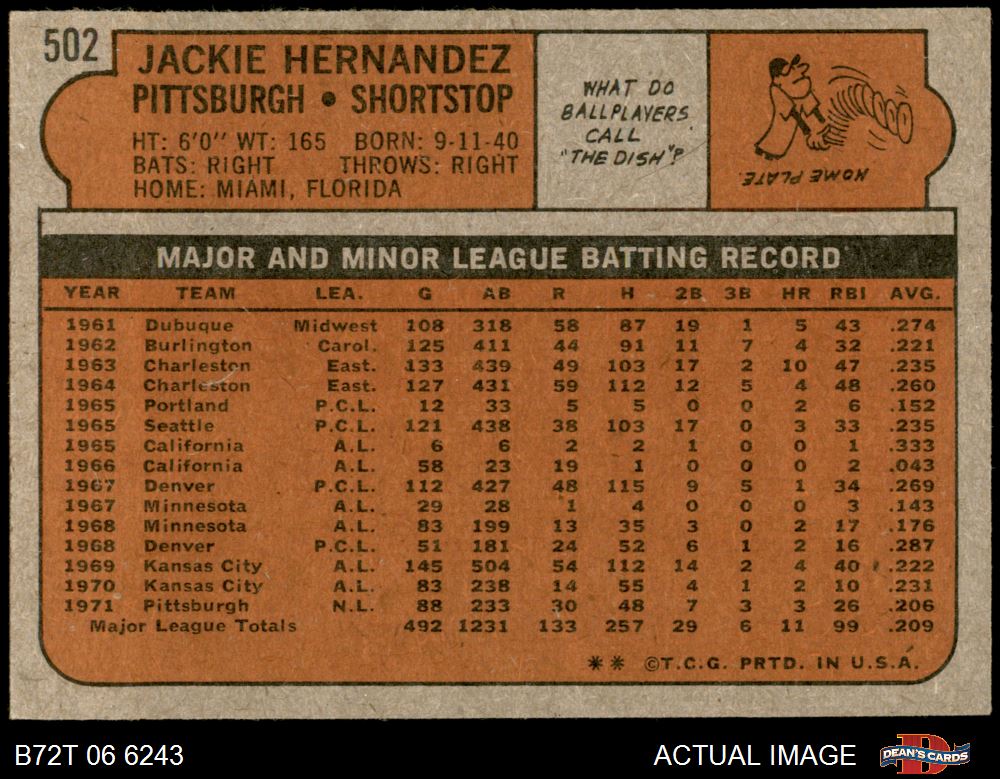 502
JACKIE HERNANDEZ
PITTSBURGH • SHORTSTOP
HT: 6'0" WT: 165 BORN: 9-11-40
BATS: RIGHT THROWS: RIGHT
HOME: MIAMI, FLORIDA
WHAT DO
BALLPLAYERS
CALL
"THE DISH"?
HOME PLATE.
MAJOR AND MINOR LEAGUE BATTING RECORD
YEAR TEAM LEA. G AB R H 2B 3B HR RBI AVG.
1961 Dubuque Midwest 108 318 58 87 19 1 5 43 .274
1962 Burlington Carol. 125 411 44 91 11 7 4 32 .221
1963 Charleston East. 133 439 49 103 17 2 10 47 .235
1964 Charleston East. 127 431 59 112 12 5 4 48 .260
1965 Portland P.C.L. 12 33 5 5 0 0 2 6 .152
1965 Seattle P.C.L. 121 438 38 103 17 0 3 33 .235
1965 California A.L. 6 6 2 2 1 0 0 1 .333
1966 California A.L. 58 23 19 1 0 0 0 2 .043
1967 Denver P.C.L. 112 427 48 115 9 5 1 34 .269
1967 Minnesota A.L. 29 28 1 4 0 0 0 3 .143
1968 Minnesota A.L. 83 199 13 35 3 0 2 17 .176
1968 Denver P.C.L. 51 181 24 52 6 1 2 16 .287
1969 Kansas City A.L. 145 504 54 112 14 2 4 40 .222
1970 Kansas City A.L. 83 238 14 55 4 1 2 10 .231
1971 Pittsburgh N.L. 88 233 30 48 7 3 3 26 .206
Major League Totals 492 1231 133 257 29 6 11 99 .209
** ©T.C.G. PRTD. IN U.S.A.
B72T 06 6243 ACTUAL IMAGE DEAN'S CARDS